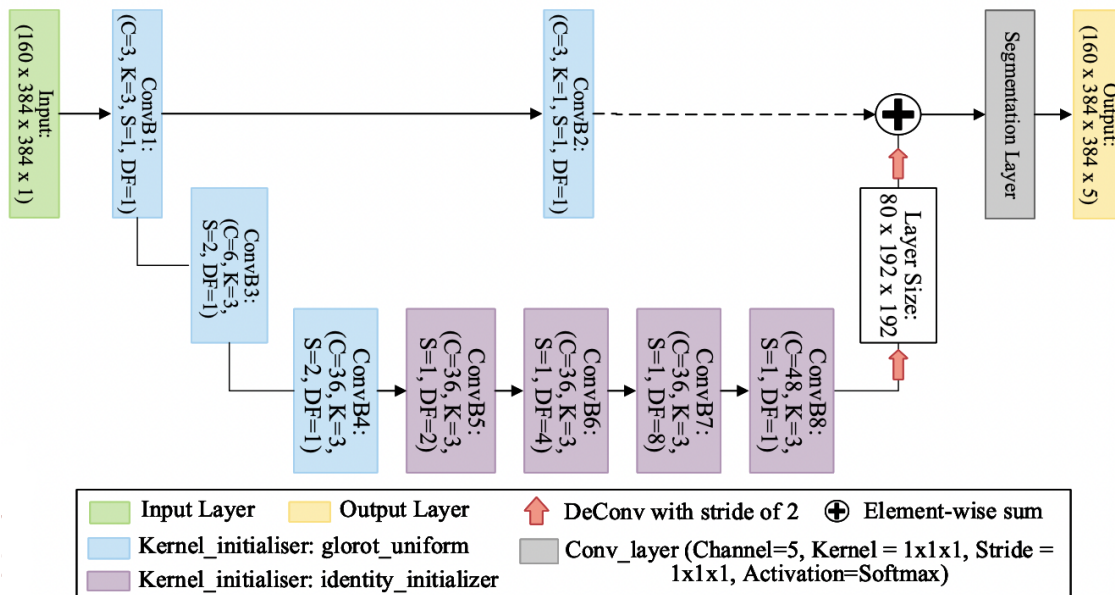 Input:
(160 x 384 x 384 x 1)
ConvB1:
(C=3, K=3, S=1, DF=1)
ConvB2:
(C=3, K=1, S=1, DF=1)
Segmentation Layer
Output:
(160 x 384 x 384 x 5)
ConvB3:
(C=6, K=3,
S=2, DF=1)
Layer Size:
80 x 192 x 192
ConvB4:
(C=36, K=3,
S=2, DF=1)
ConvB5:
(C=36, K=3,
S=1, DF=2)
ConvB6:
(C=36, K=3,
S=1, DF=4)
ConvB7:
(C=36, K=3,
S=1, DF=8)
ConvB8:
(C=48, K=3,
S=1, DF=1)
Input Layer
Output Layer
DeConv with stride of 2
Element-wise sum
Kernel_initialiser: glorot_uniform
Conv_layer (Channel=5, Kernel = 1x1x1, Stride =
1x1x1, Activation=Softmax)
Kernel_initialiser: identity_initializer